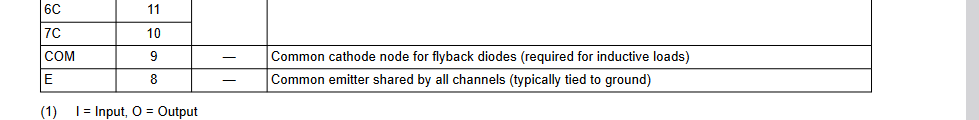 6C 11
7C 10
COM 9 — Common cathode node for flyback diodes (required for inductive loads)
E 8 — Common emitter shared by all channels (typically tied to ground)
(1) I = Input, O = Output